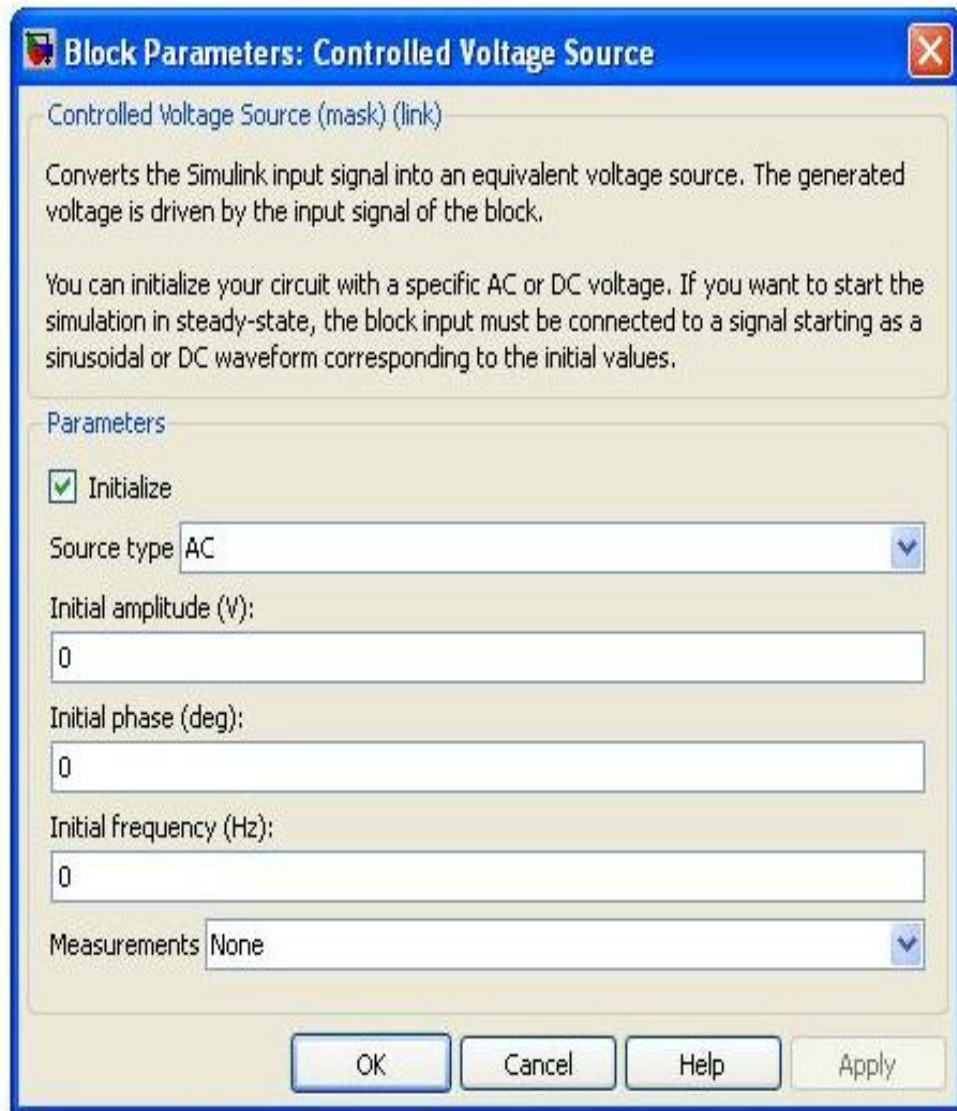 Block Parameters: Controlled Voltage Source
Controlled Voltage Source (mask) (link)
Converts the Simulink input signal into an equivalent voltage source. The generated
voltage is driven by the input signal of the block.
You can initialize your circuit with a specific AC or DC voltage. If you want to start the
simulation in steady-state, the block input must be connected to a signal starting as a
sinusoidal or DC waveform corresponding to the initial values.
Parameters
Initialize
Source type AC
Initial amplitude (V):
0
Initial phase (deg):
0
Initial frequency (Hz):
0
Measurements None
OK Cancel Help Apply